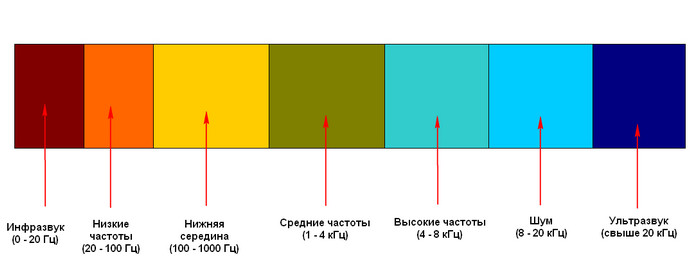 Инфразвук
(0 - 20 Гц)
Низкие
частоты
(20 - 100 Гц)
Нижняя
середина
(100 - 1000 Гц)
Средние частоты
(1 - 4 кГц)
Высокие частоты
(4 - 8 кГц)
Шум
(8 - 20 кГц)
Ультразвук
(свыше 20 кГц)